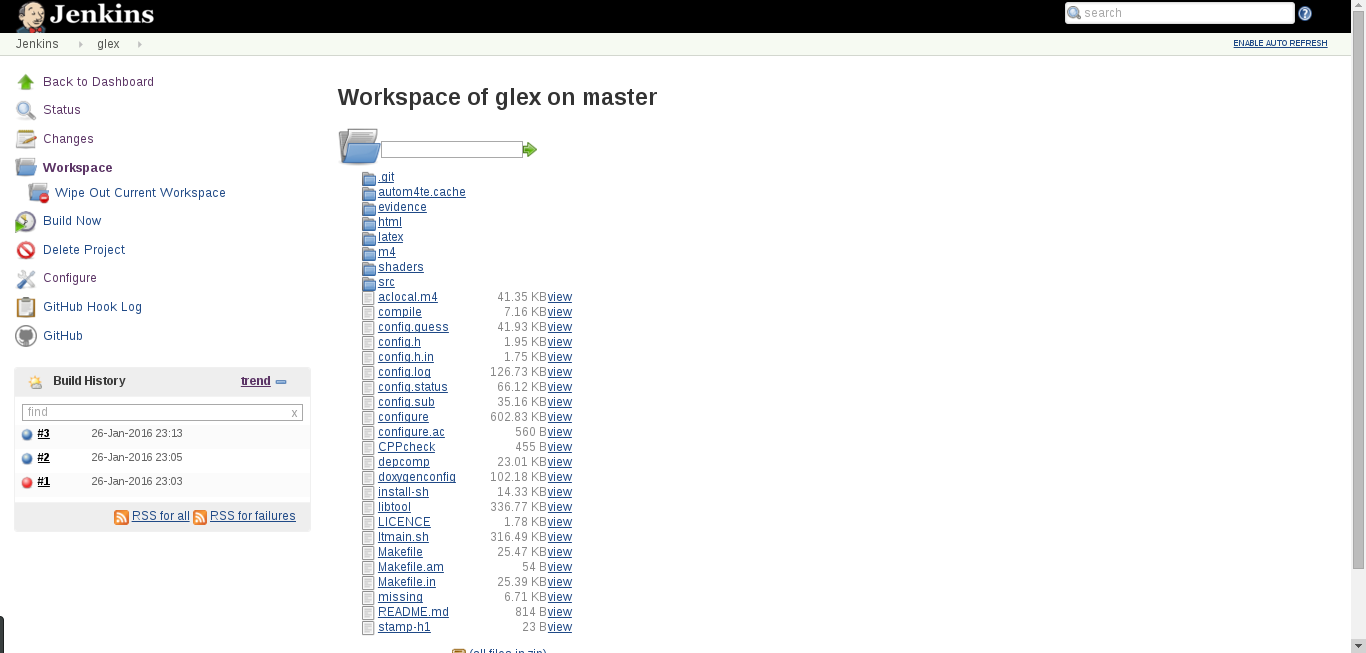 Jenkins
search
Jenkins glex
ENABLE AUTO REFRESH
Back to Dashboard
Status
Changes
Workspace
Wipe Out Current Workspace
Build Now
Delete Project
Configure
GitHub Hook Log
GitHub
Build History trend
find x
#3 26-Jan-2016 23:13
#2 26-Jan-2016 23:05
#1 26-Jan-2016 23:03
RSS for all RSS for failures
Workspace of glex on master
.git
autom4te.cache
evidence
html
latex
m4
shaders
src
aclocal.m4 41.35 KB view
compile 7.16 KB view
config.guess 41.93 KB view
config.h 1.95 KB view
config.h.in 1.75 KB view
config.log 126.73 KB view
config.status 66.12 KB view
config.sub 35.16 KB view
configure 602.83 KB view
configure.ac 560 B view
CPPcheck 455 B view
depcomp 23.01 KB view
doxygenconfig 102.18 KB view
install-sh 14.33 KB view
libtool 336.77 KB view
LICENCE 1.78 KB view
ltmain.sh 316.49 KB view
Makefile 25.47 KB view
Makefile.am 54 B view
Makefile.in 25.39 KB view
missing 6.71 KB view
README.md 814 B view
stamp-h1 23 B view
(all files in zip)